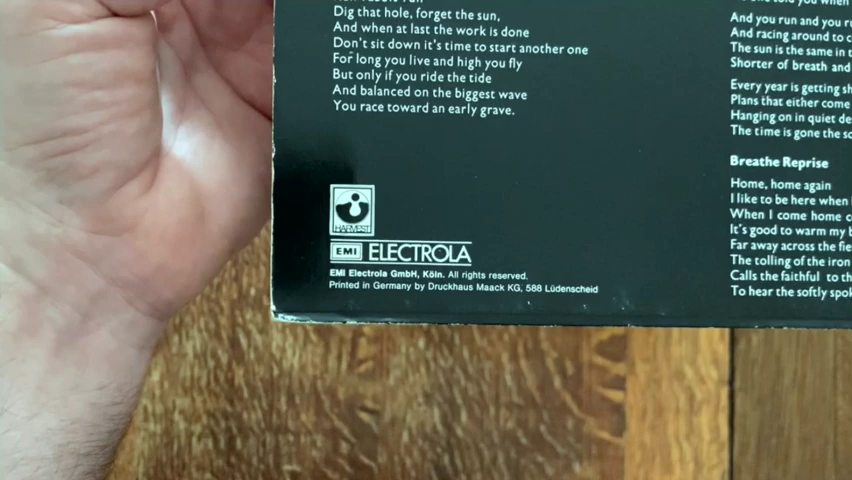 Dig that hole, forget the sun,
And when at last the work is done
Don't sit down it's time to start another one
For long you live and high you fly
But only if you ride the tide
And balanced on the biggest wave
You race toward an early grave.
HARVEST
EMI ELECTROLA
EMI Electrola GmbH, Köln. All rights reserved.
Printed in Germany by Druckhaus Maack KG, 588 Lüdenscheid
And you run and you
And racing around to
The sun is the same in
Shorter of breath and
Every year is getting
Plans that either come
Hanging on in quiet
The time is gone the
Breathe Reprise
Home, home again
I like to be here when
When I come home
It's good to warm my
Far away across the
The tolling of the iron
Calls the faithful to
To hear the softly